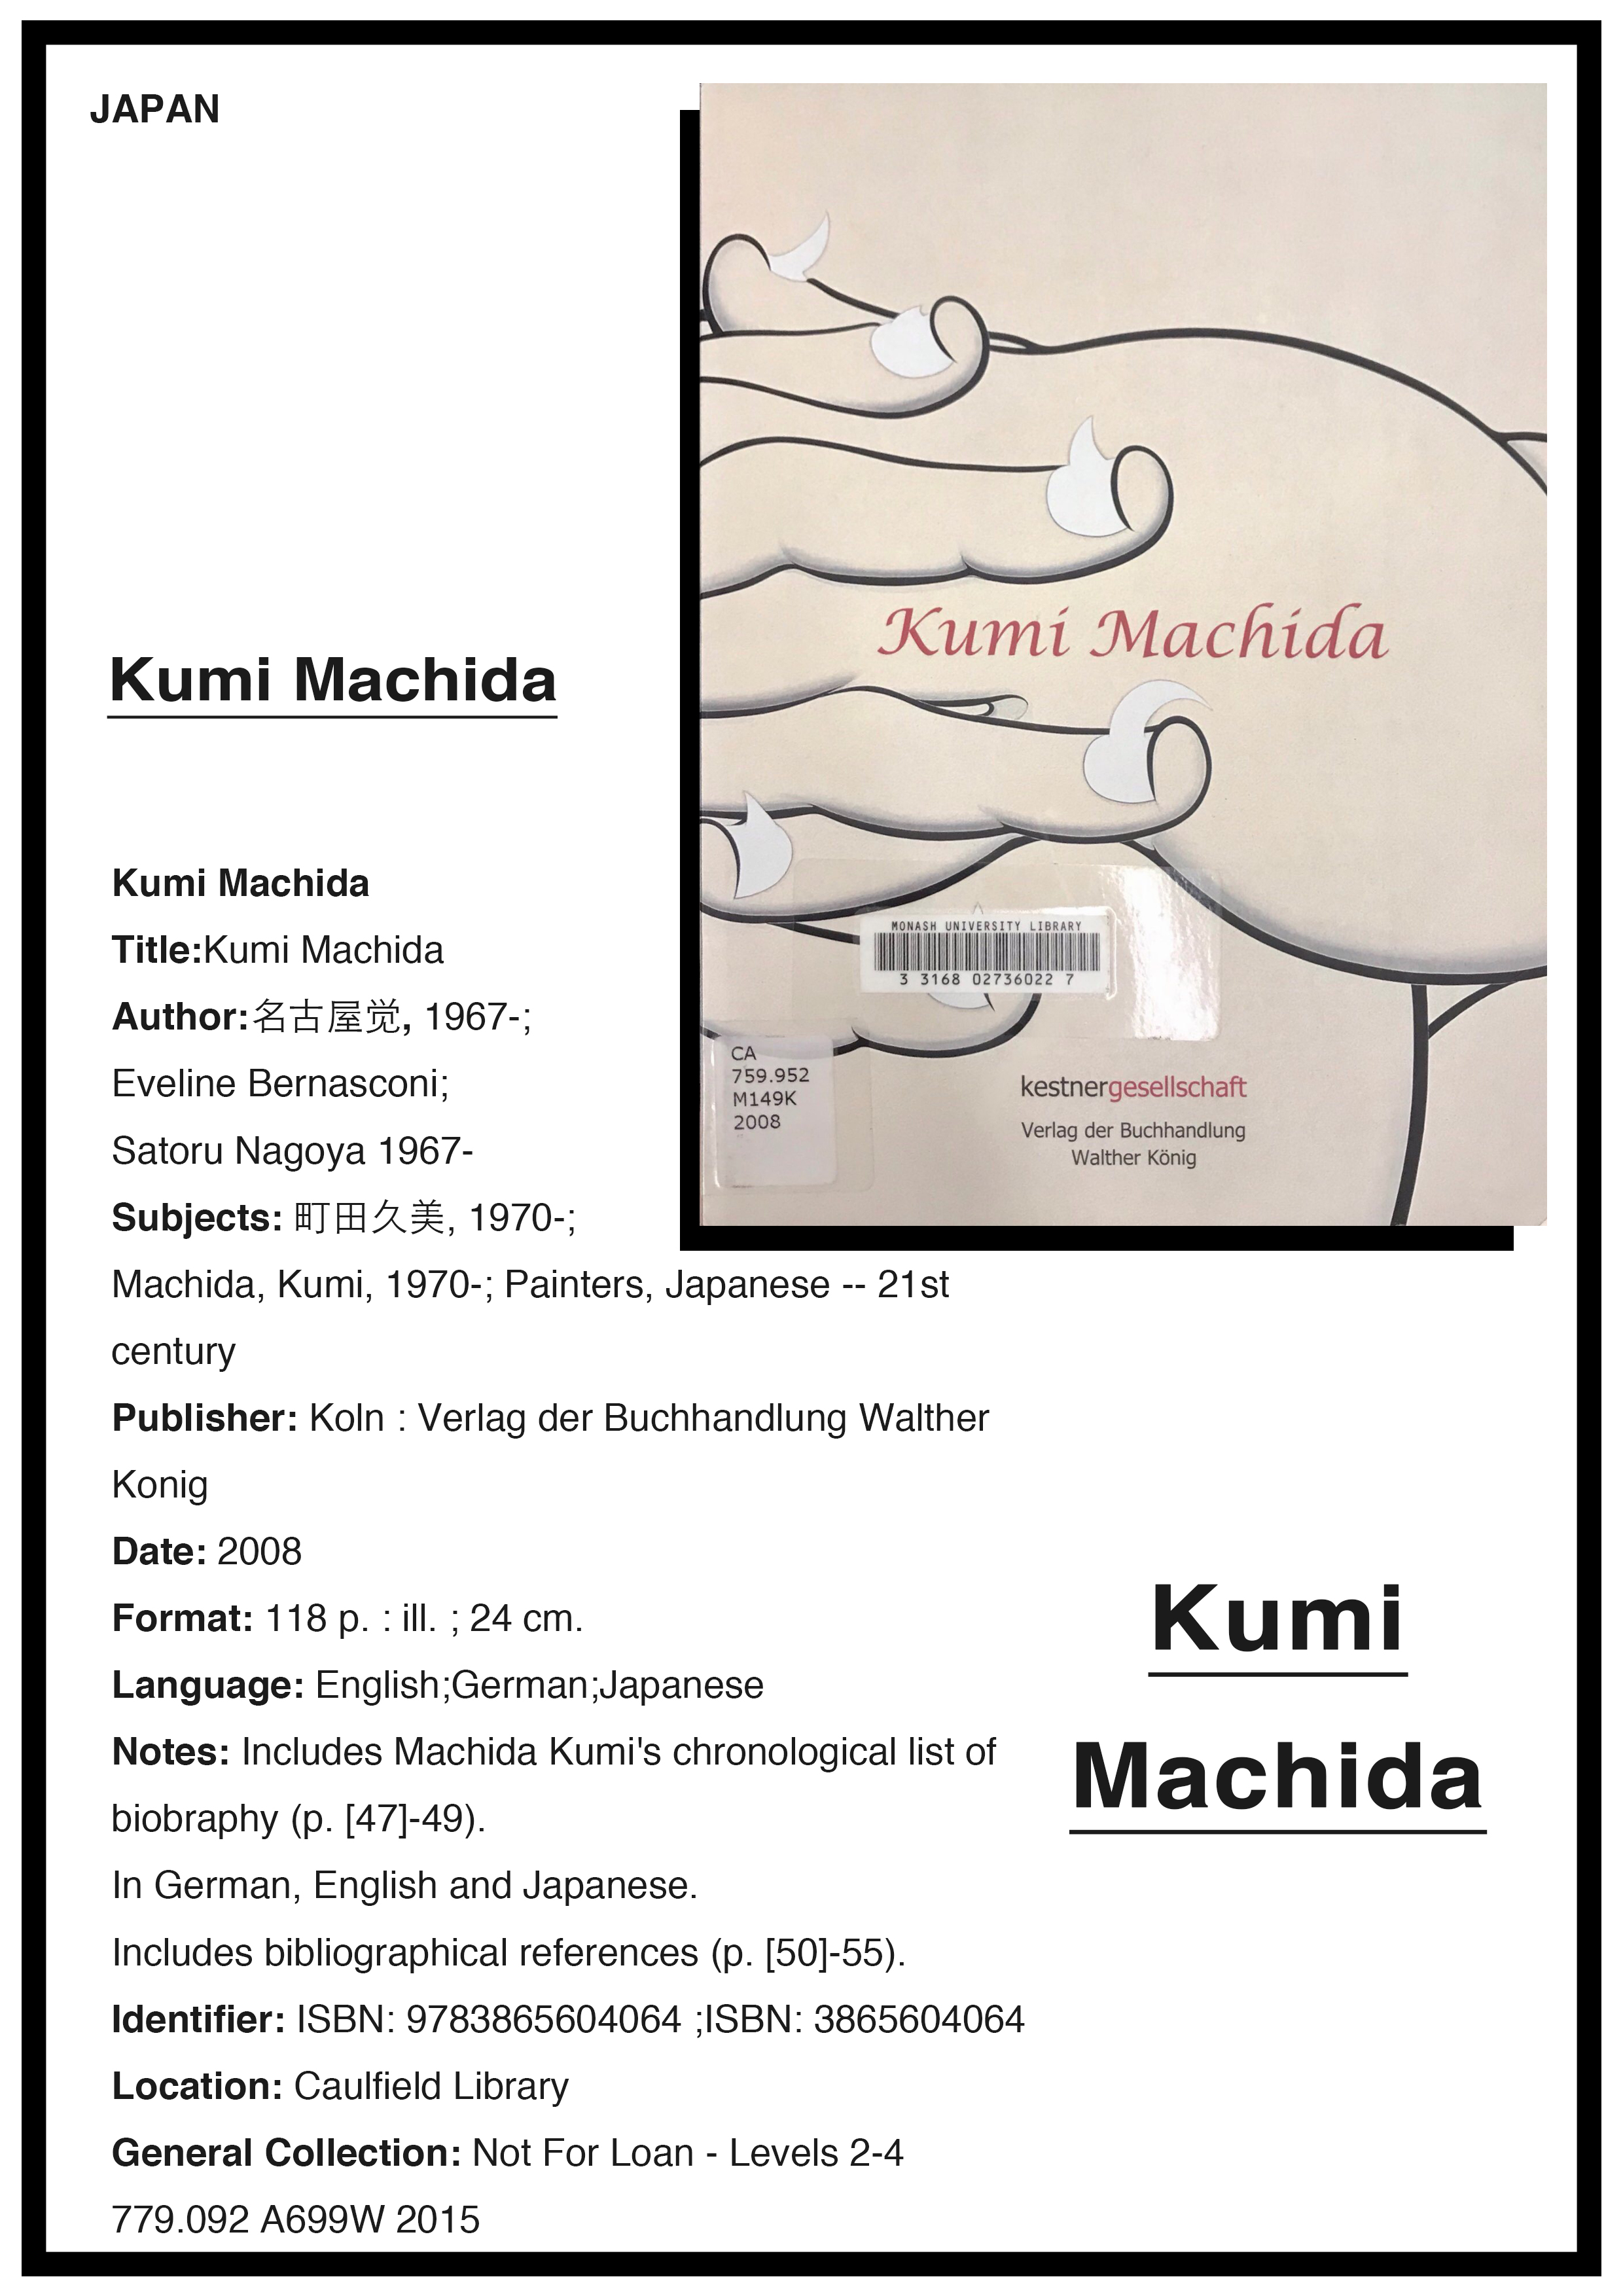 JAPAN
Kumi Machida
Kumi Machida
MONASH UNIVERSITY LIBRARY
3 3168 02736022 7
CA
759.952
M149K
2008
kestnergesellschaft
Verlag der Buchhandlung
Walther König
Kumi Machida
Title:Kumi Machida
Author:名古屋觉, 1967-;
Eveline Bernasconi;
Satoru Nagoya 1967-
Subjects: 町田久美, 1970-;
Machida, Kumi, 1970-; Painters, Japanese -- 21st
century
Publisher: Koln : Verlag der Buchhandlung Walther
Konig
Date: 2008
Format: 118 p. : ill. ; 24 cm.
Language: English;German;Japanese
Notes: Includes Machida Kumi's chronological list of
biobraphy (p. [47]-49).
In German, English and Japanese.
Includes bibliographical references (p. [50]-55).
Identifier: ISBN: 9783865604064 ;ISBN: 3865604064
Location: Caulfield Library
General Collection: Not For Loan - Levels 2-4
779.092 A699W 2015
Kumi
Machida